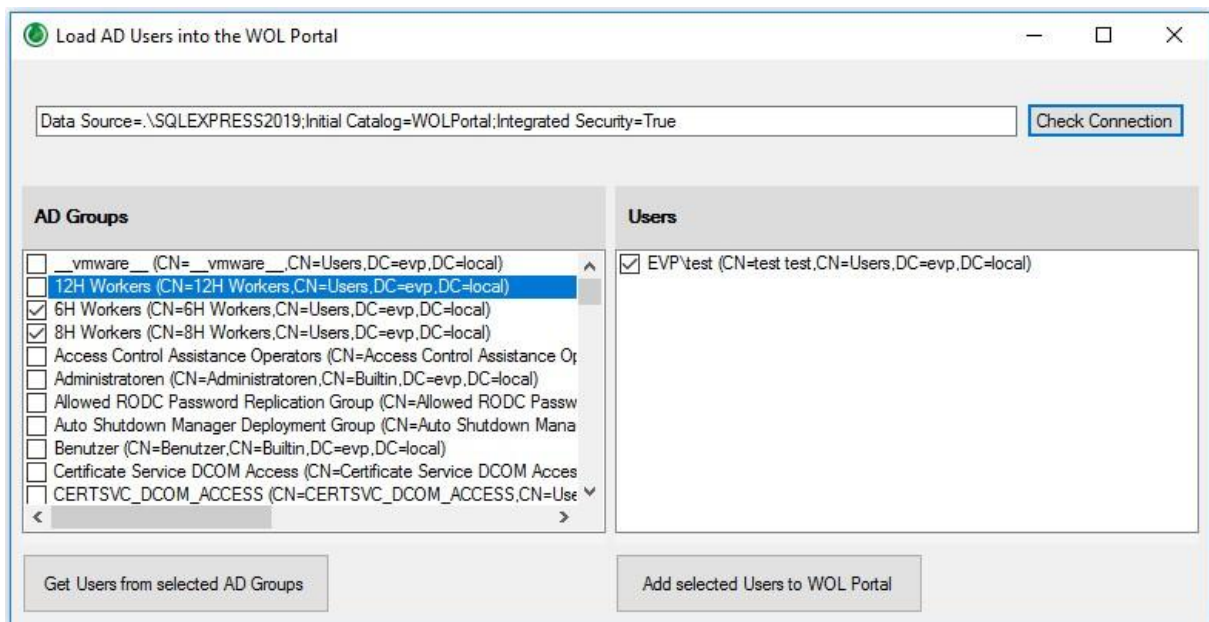 Load AD Users into the WOL Portal
Data Source=.\SQLEXPRESS2019;Initial Catalog=WOLPortal;Integrated Security=True
Check Connection
AD Groups
__vmware__ (CN=__vmware__,CN=Users,DC=evp,DC=local)
12H Workers (CN=12H Workers,CN=Users,DC=evp,DC=local)
6H Workers (CN=6H Workers,CN=Users,DC=evp,DC=local)
8H Workers (CN=8H Workers,CN=Users,DC=evp,DC=local)
Access Control Assistance Operators (CN=Access Control Assistance Op
Administratoren (CN=Administratoren,CN=Builtin,DC=evp,DC=local)
Allowed RODC Password Replication Group (CN=Allowed RODC Passw
Auto Shutdown Manager Deployment Group (CN=Auto Shutdown Mana
Benutzer (CN=Benutzer,CN=Builtin,DC=evp,DC=local)
Certificate Service DCOM Access (CN=Certificate Service DCOM Acces
CERTSVC_DCOM_ACCESS (CN=CERTSVC_DCOM_ACCESS,CN=Use
Get Users from selected AD Groups
Users
EVP\test (CN=test test,CN=Users,DC=evp,DC=local)
Add selected Users to WOL Portal